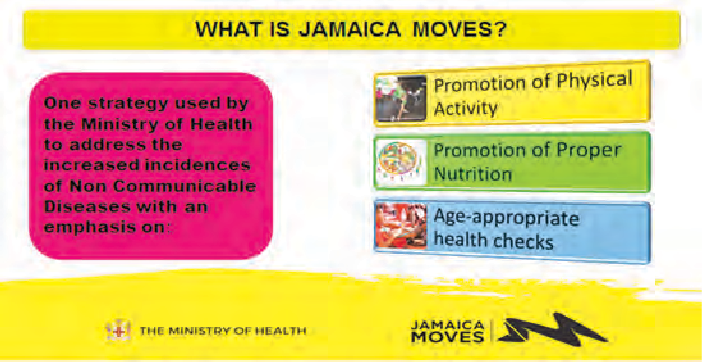 WHAT IS JAMAICA MOVES?
One strategy used by
the Ministry of Health
to address the
increased incidences
of Non Communicable
Diseases with an
emphasis on:
Promotion of Physical
Activity
Promotion of Proper
Nutrition
Age-appropriate
health checks
THE MINISTRY OF HEALTH
JAMAICA
MOVES